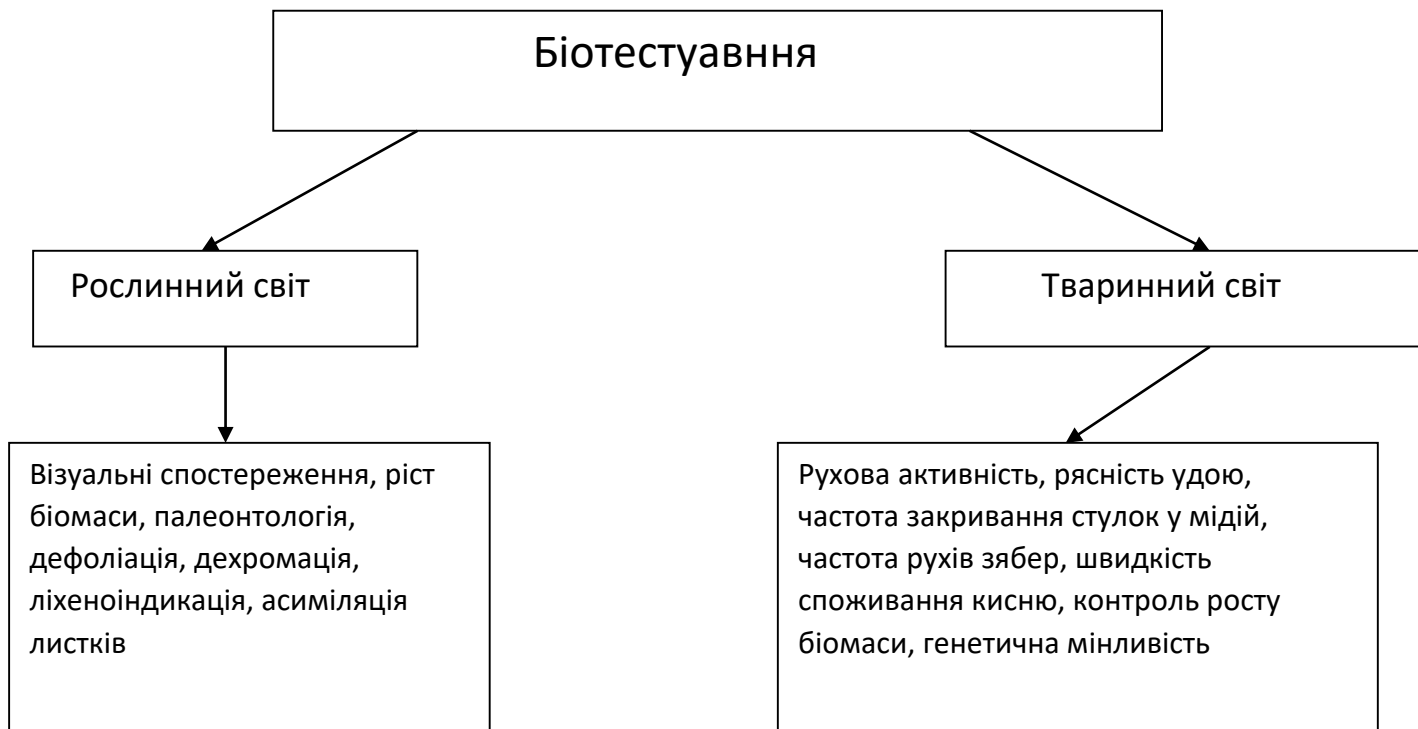 Біотестуавння
Рослинний світ
Тваринний світ
Візуальні спостереження, ріст
біомаси, палеонтологія,
дефоліація, дехромація,
ліхеноіндикація, асиміляція
листків
Рухова активність, рясність удою,
частота закривання стулок у мідій,
частота рухів зябер, швидкість
споживання кисню, контроль росту
біомаси, генетична мінливість